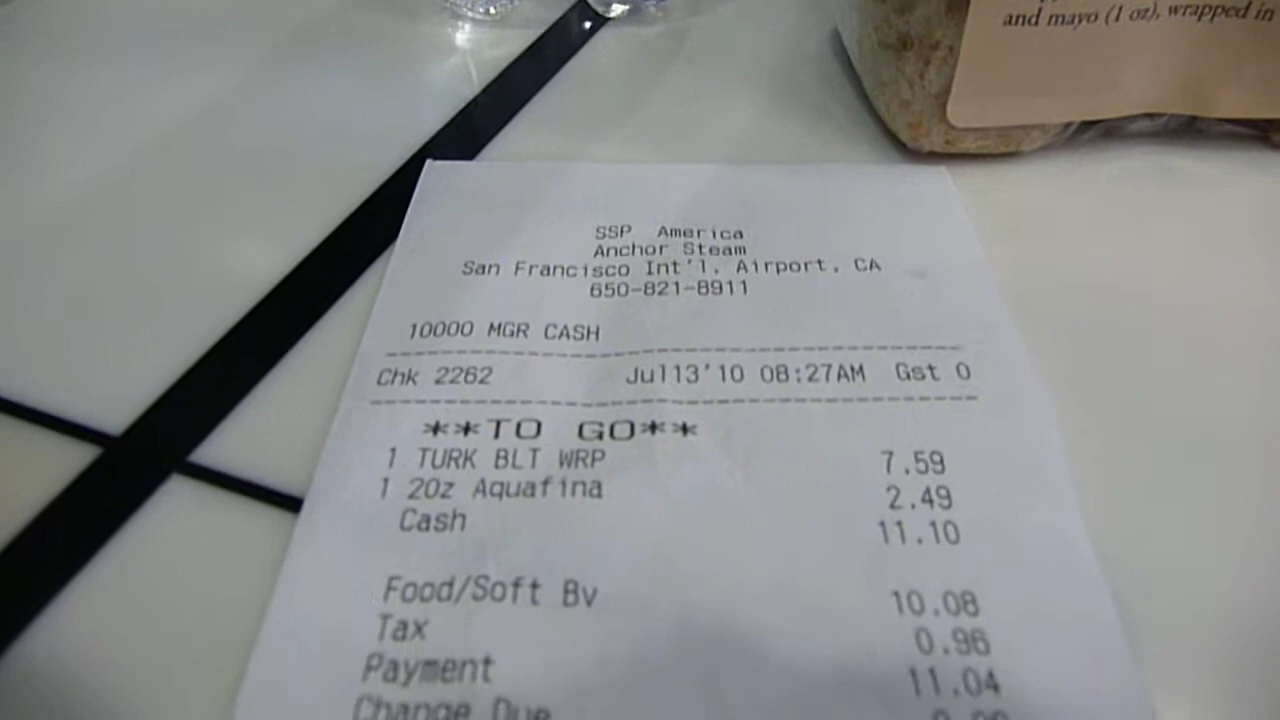 and mayo (1 oz), wrapped in
SSP America
Anchor Steam
San Francisco Int'l, Airport, CA
650-821-8911
10000 MGR CASH
Chk 2262 Jul13'10 08:27AM Gst 0
**TO GO**
1 TURK BLT WRP 7.59
1 20z Aquafina 2.49
Cash 11.10
Food/Soft Bv 10.08
Tax 0.96
Payment 11.04
Change Due